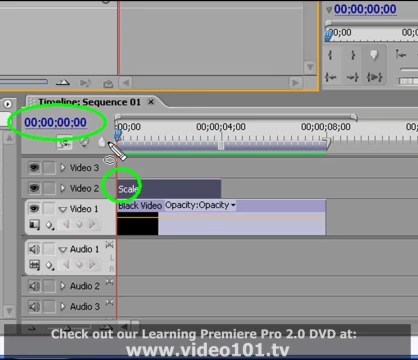 00;00;00;00
00;00
Timeline: Sequence 01
00;00;00;00
00;00
00;00;04;00
00;00;08;00
Video 3
Video 2
Scale
Video 1
Black Video Opacity:Opacity
Audio 1
L
R
Audio 2
Audio 3
Check out our Learning Premiere Pro 2.0 DVD at:
www.video101.tv